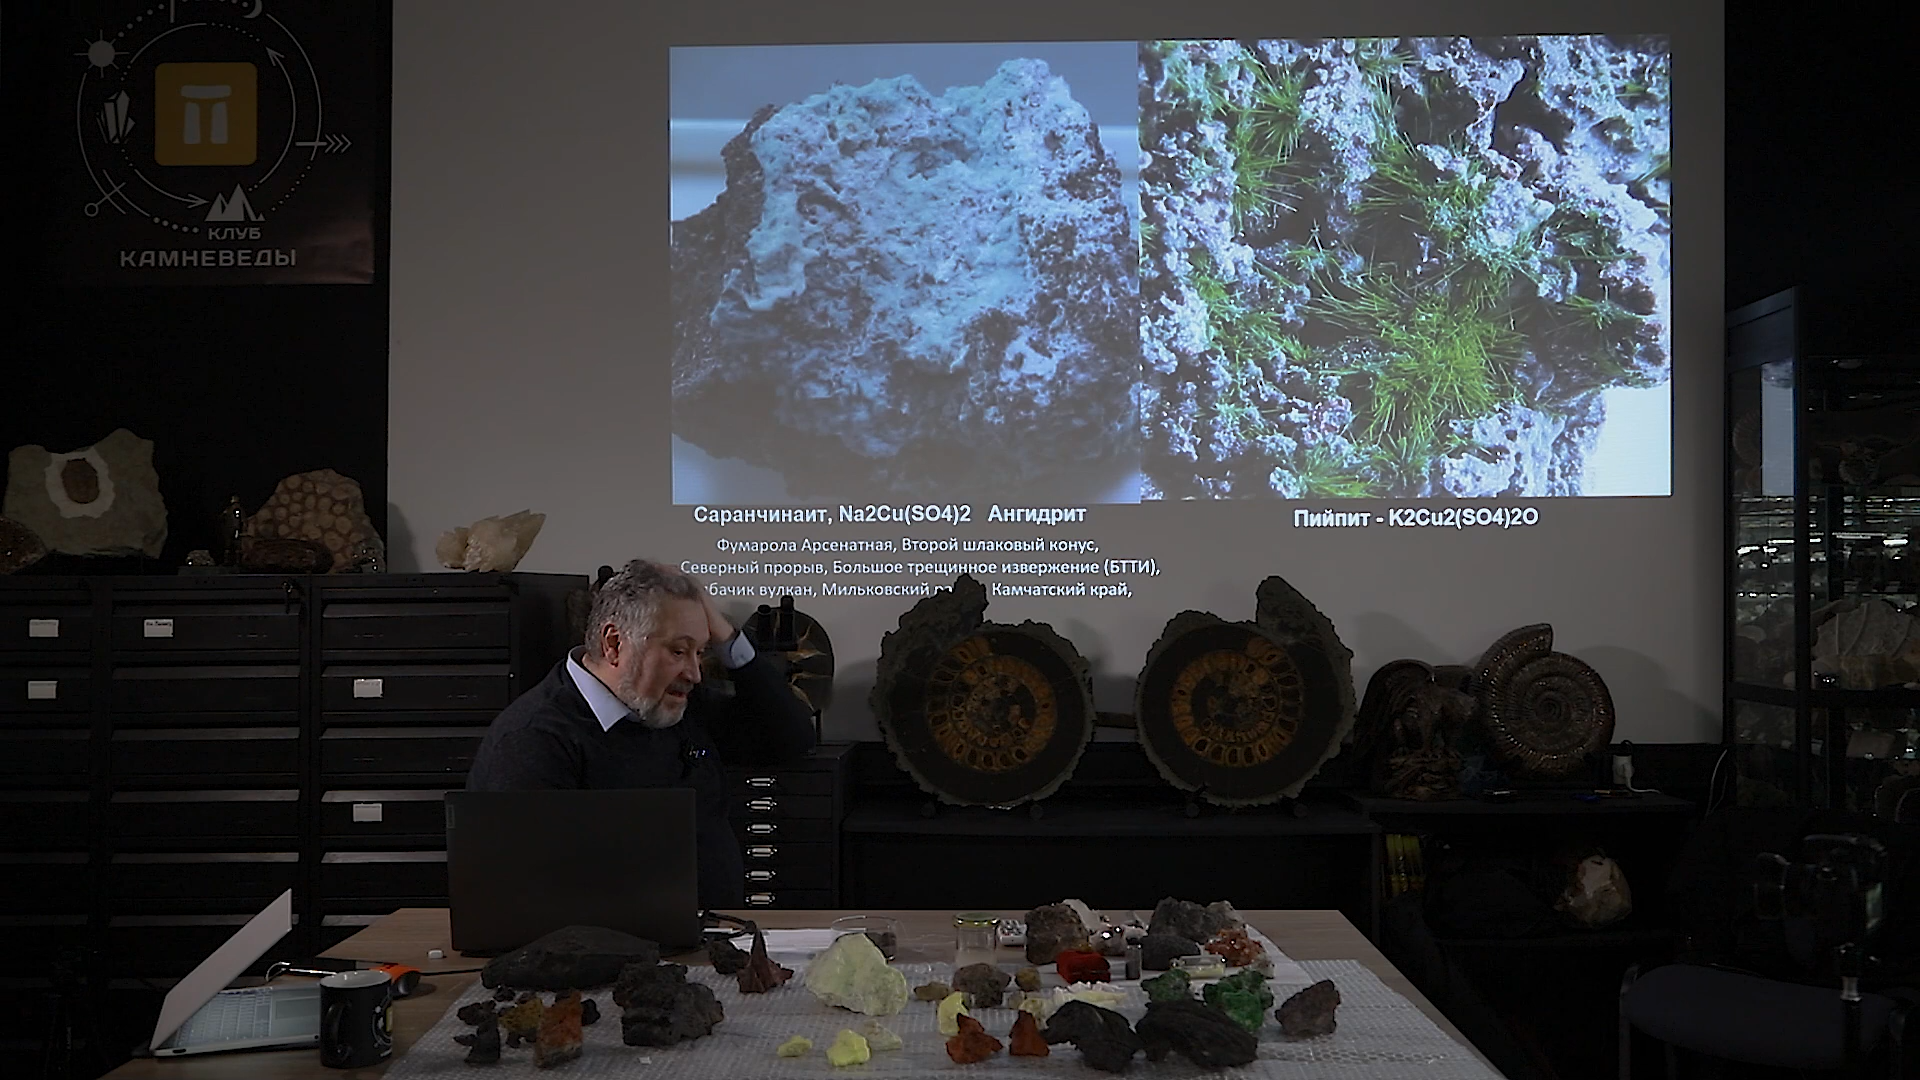 КЛУБ
КАМНЕВЕДЫ
Саранчинаит, Na2Cu(SO4)2 Ангидрит
Фумарола Арсенатная, Второй шлаковый конус,
Северный прорыв, Большое трещинное извержение (БТТИ),
вулкан, Мильковский Камчатский край,
Пийпит - K2Cu2(SO4)2O